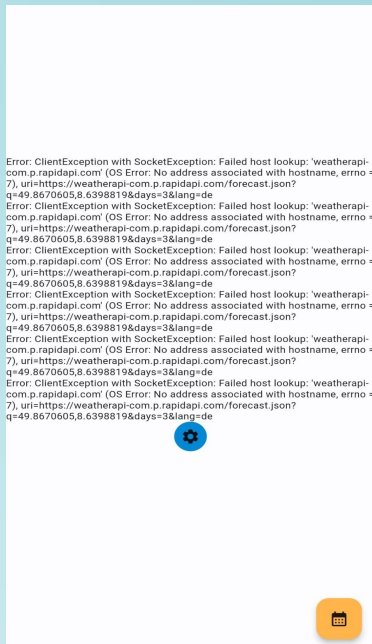 Error: ClientException with SocketException: Failed host lookup: 'weatherapi-
com.p.rapidapi.com' (OS Error: No address associated with hostname, errno =
7), uri=https://weatherapi-com.p.rapidapi.com/forecast.json?
q=49.8670605,8.6398819&days=3&lang=de
Error: ClientException with SocketException: Failed host lookup: 'weatherapi-
com.p.rapidapi.com' (OS Error: No address associated with hostname, errno =
7), uri=https://weatherapi-com.p.rapidapi.com/forecast.json?
q=49.8670605,8.6398819&days=3&lang=de
Error: ClientException with SocketException: Failed host lookup: 'weatherapi-
com.p.rapidapi.com' (OS Error: No address associated with hostname, errno =
7), uri=https://weatherapi-com.p.rapidapi.com/forecast.json?
q=49.8670605,8.6398819&days=3&lang=de
Error: ClientException with SocketException: Failed host lookup: 'weatherapi-
com.p.rapidapi.com' (OS Error: No address associated with hostname, errno =
7), uri=https://weatherapi-com.p.rapidapi.com/forecast.json?
q=49.8670605,8.6398819&days=3&lang=de
Error: ClientException with SocketException: Failed host lookup: 'weatherapi-
com.p.rapidapi.com' (OS Error: No address associated with hostname, errno =
7), uri=https://weatherapi-com.p.rapidapi.com/forecast.json?
q=49.8670605,8.6398819&days=3&lang=de
Error: ClientException with SocketException: Failed host lookup: 'weatherapi-
com.p.rapidapi.com' (OS Error: No address associated with hostname, errno =
7), uri=https://weatherapi-com.p.rapidapi.com/forecast.json?
q=49.8670605,8.6398819&days=3&lang=de